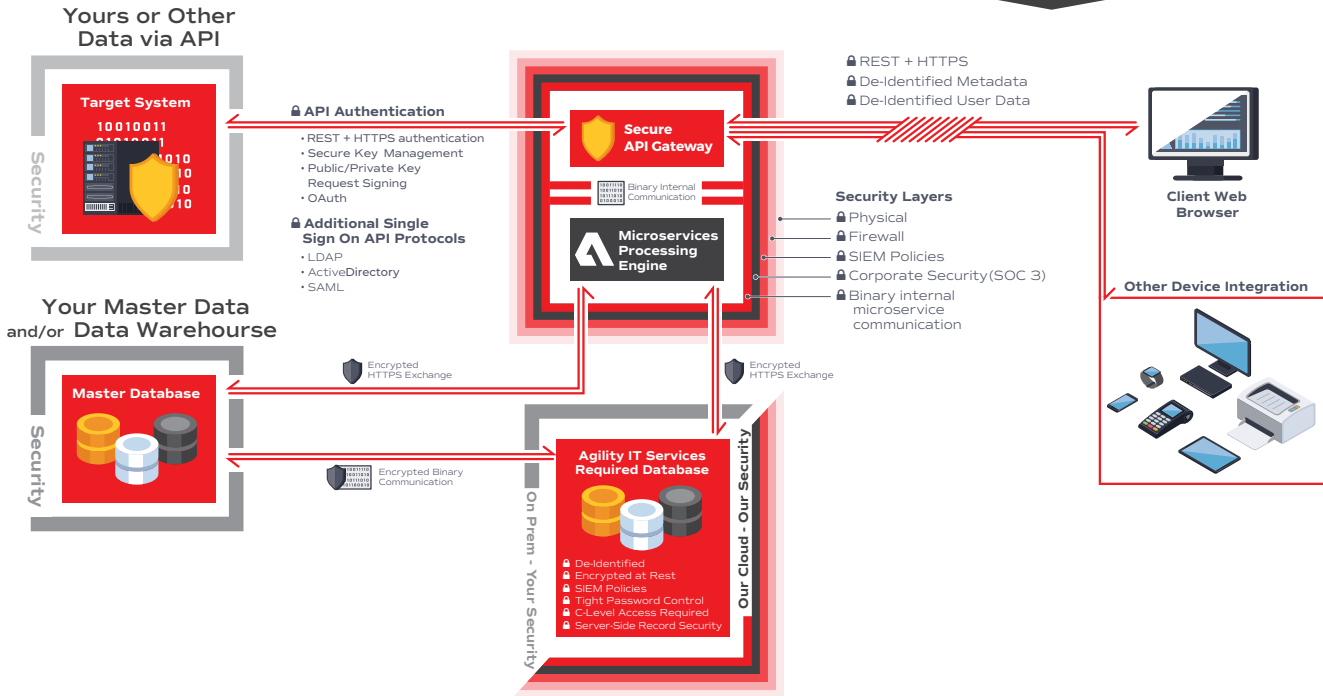 Yours or Other
Data via API
Security
Target System
10010011
API Authentication
• REST + HTTPS authentication
• Secure Key Management
• Public/Private Key
Request Signing
• OAuth
Additional Single
Sign On API Protocols
• LDAP
• ActiveDirectory
• SAML
Secure
API Gateway
Binary Internal
Communication
Microservices
Processing
Engine
REST + HTTPS
De-Identified Metadata
De-Identified User Data
Security Layers
Physical
Firewall
SIEM Policies
Corporate Security(SOC 3)
Binary internal
microservice
communication
Client Web
Browser
Other Device Integration
Your Master Data
and/or Data Warehourse
Security
Master Database
Encrypted
HTTPS Exchange
Encrypted
HTTPS Exchange
Encrypted Binary
Communication
On Prem - Your Security
Agility IT Services
Required Database
De-Identified
Encrypted at Rest
SIEM Policies
Tight Password Control
C-Level Access Required
Server-Side Record Security
Our Cloud - Our Security